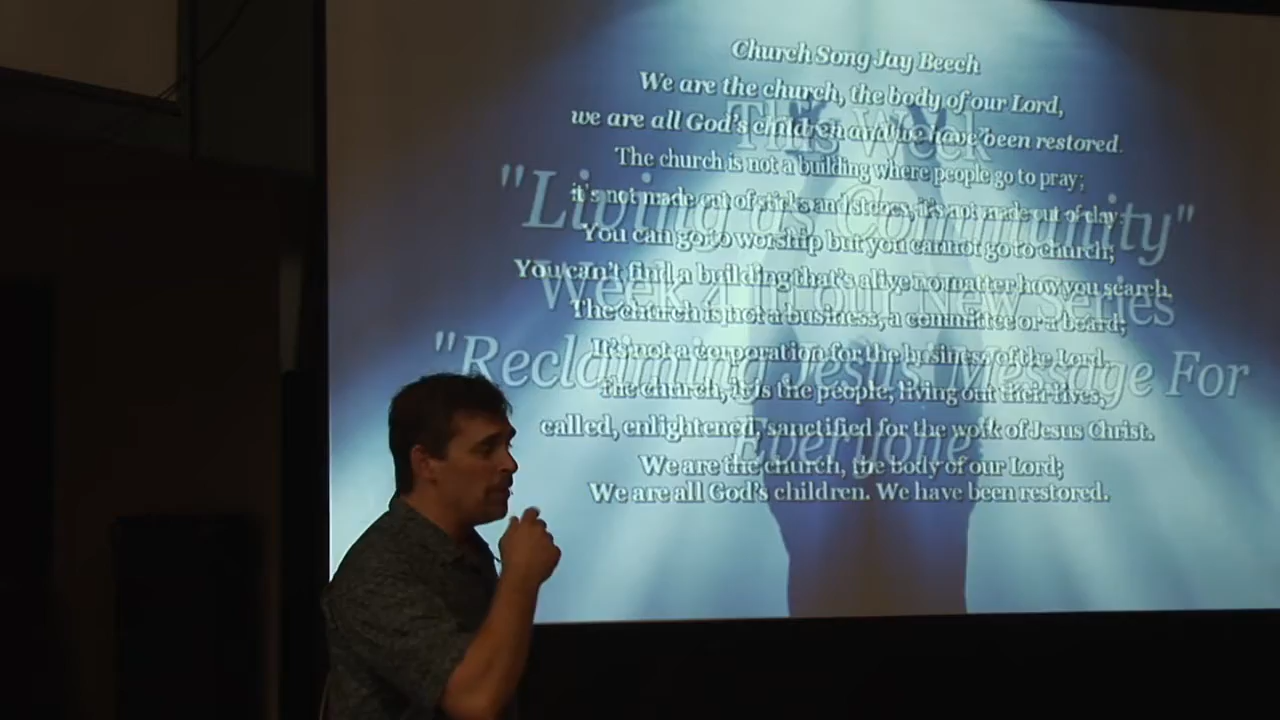 Church Song Jay Beech
We are the church, the body of our Lord,
we are all God's children and we have been restored.
The church is not a building where people go to pray;
it's not made out of sticks and stones, it's not made out of clay.
You can go to worship but you cannot go to church;
You can't find a building that's alive no matter how you search.
The church is not a business, a committee or a board;
It's not a corporation for the business of the Lord.
The church, it is the people, living out their lives,
called, enlightened, sanctified for the work of Jesus Christ.
We are the church, the body of our Lord;
We are all God's children. We have been restored.
This Week
"Living as Community"
Week 4 in our New Series
"Reclaiming Jesus Message For
Everyone